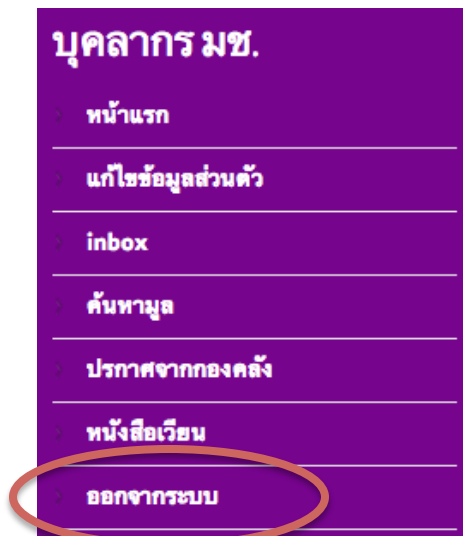 บุคลากร มช.
หน้าแรก
แก้ไขข้อมูลส่วนตัว
inbox
ค้นหามูล
ปรกาศจากกองคลัง
หนังสือเวียน
ออกจากระบบ